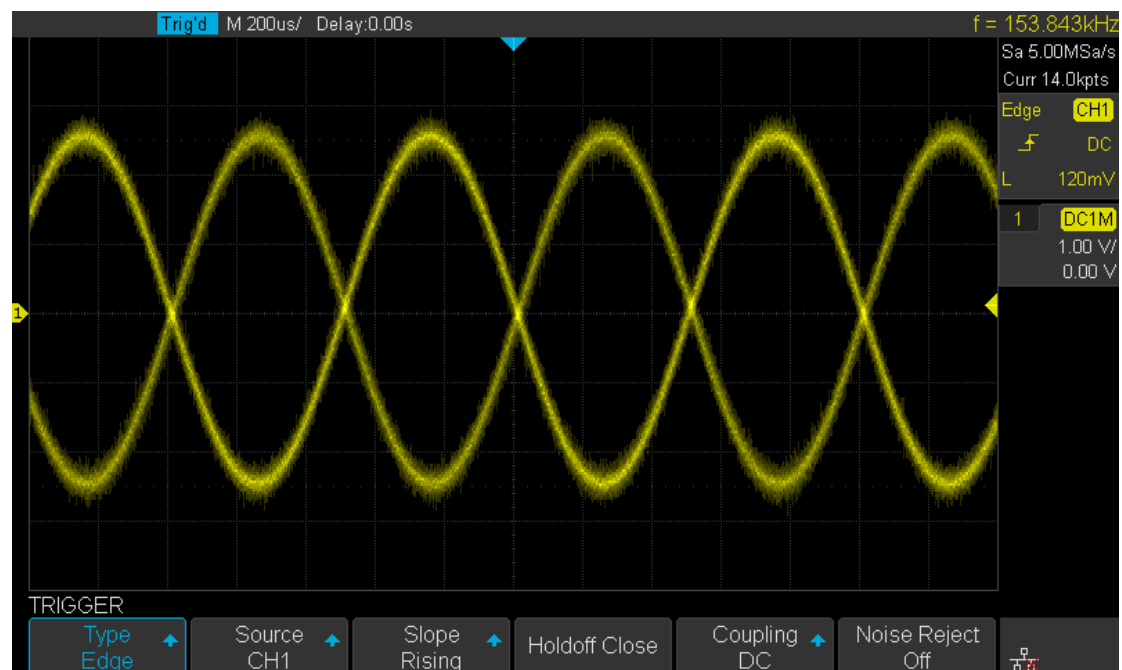 Trig'd M 200us/ Delay:0.00s f = 153.843kHz
Sa 5.00MSa/s
Curr 14.0kpts
Edge CH1
DC
L 120mV
1 DC1M
1.00 V/
0.00 V
1
TRIGGER
Type Source Slope Holdoff Close Coupling Noise Reject
Edge CH1 Rising DC Off